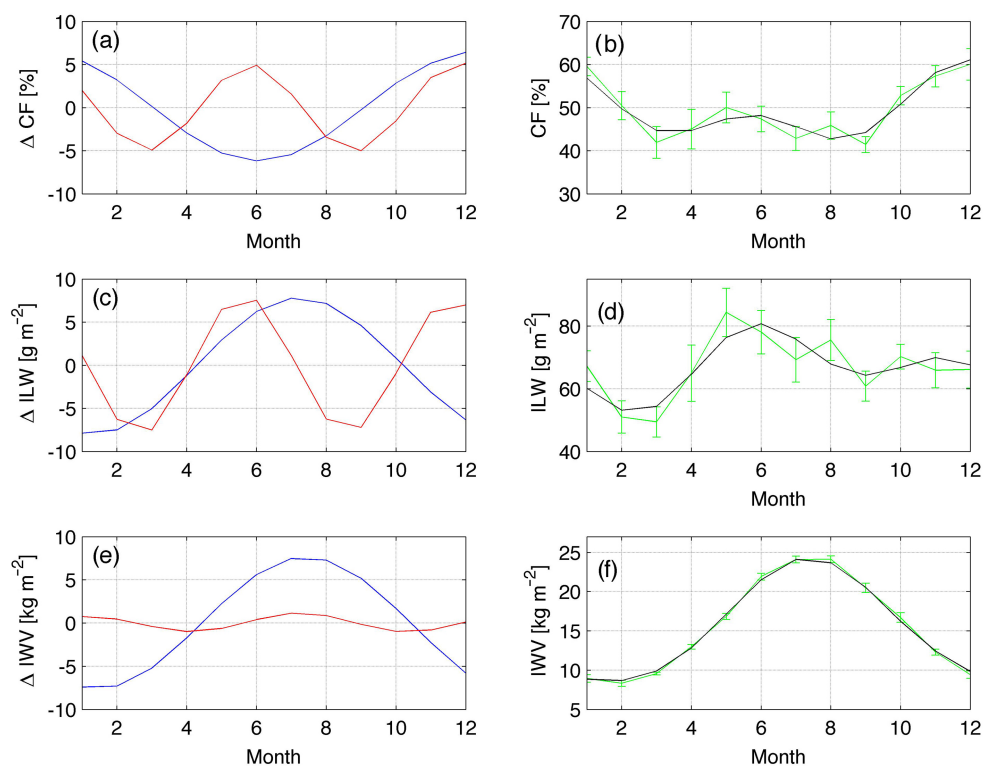 (a)
Δ CF [%]
10
5
0
-5
-10
2 4 6 8 10 12
Month
(b)
CF [%]
70
60
50
40
30
2 4 6 8 10 12
Month
(c)
Δ ILW [g m⁻²]
10
5
0
-5
-10
2 4 6 8 10 12
Month
(d)
ILW [g m⁻²]
80
60
40
2 4 6 8 10 12
Month
(e)
Δ IWV [kg m⁻²]
10
5
0
-5
-10
2 4 6 8 10 12
Month
(f)
IWV [kg m⁻²]
25
20
15
10
5
2 4 6 8 10 12
Month